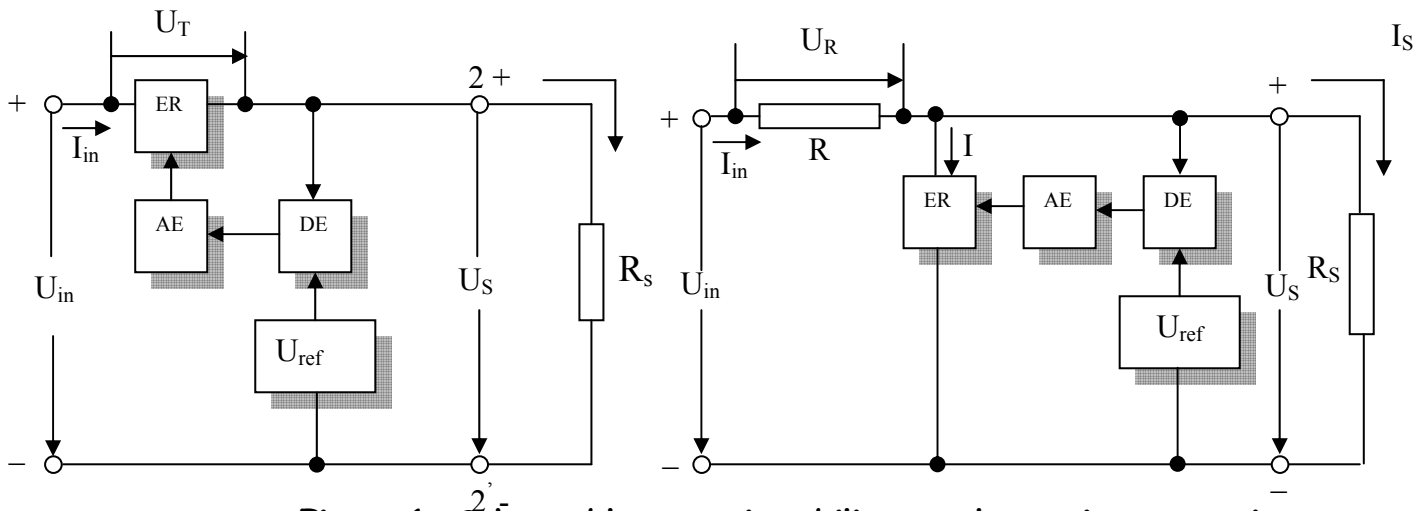 U_T
2 +
+
ER
I_in
AE
DE
U_in
U_S
R_s
U_ref
−
2'-
U_R
I_S
+
+
I_in
R
I
ER
AE
DE
U_in
U_S
R_S
U_ref
−
−